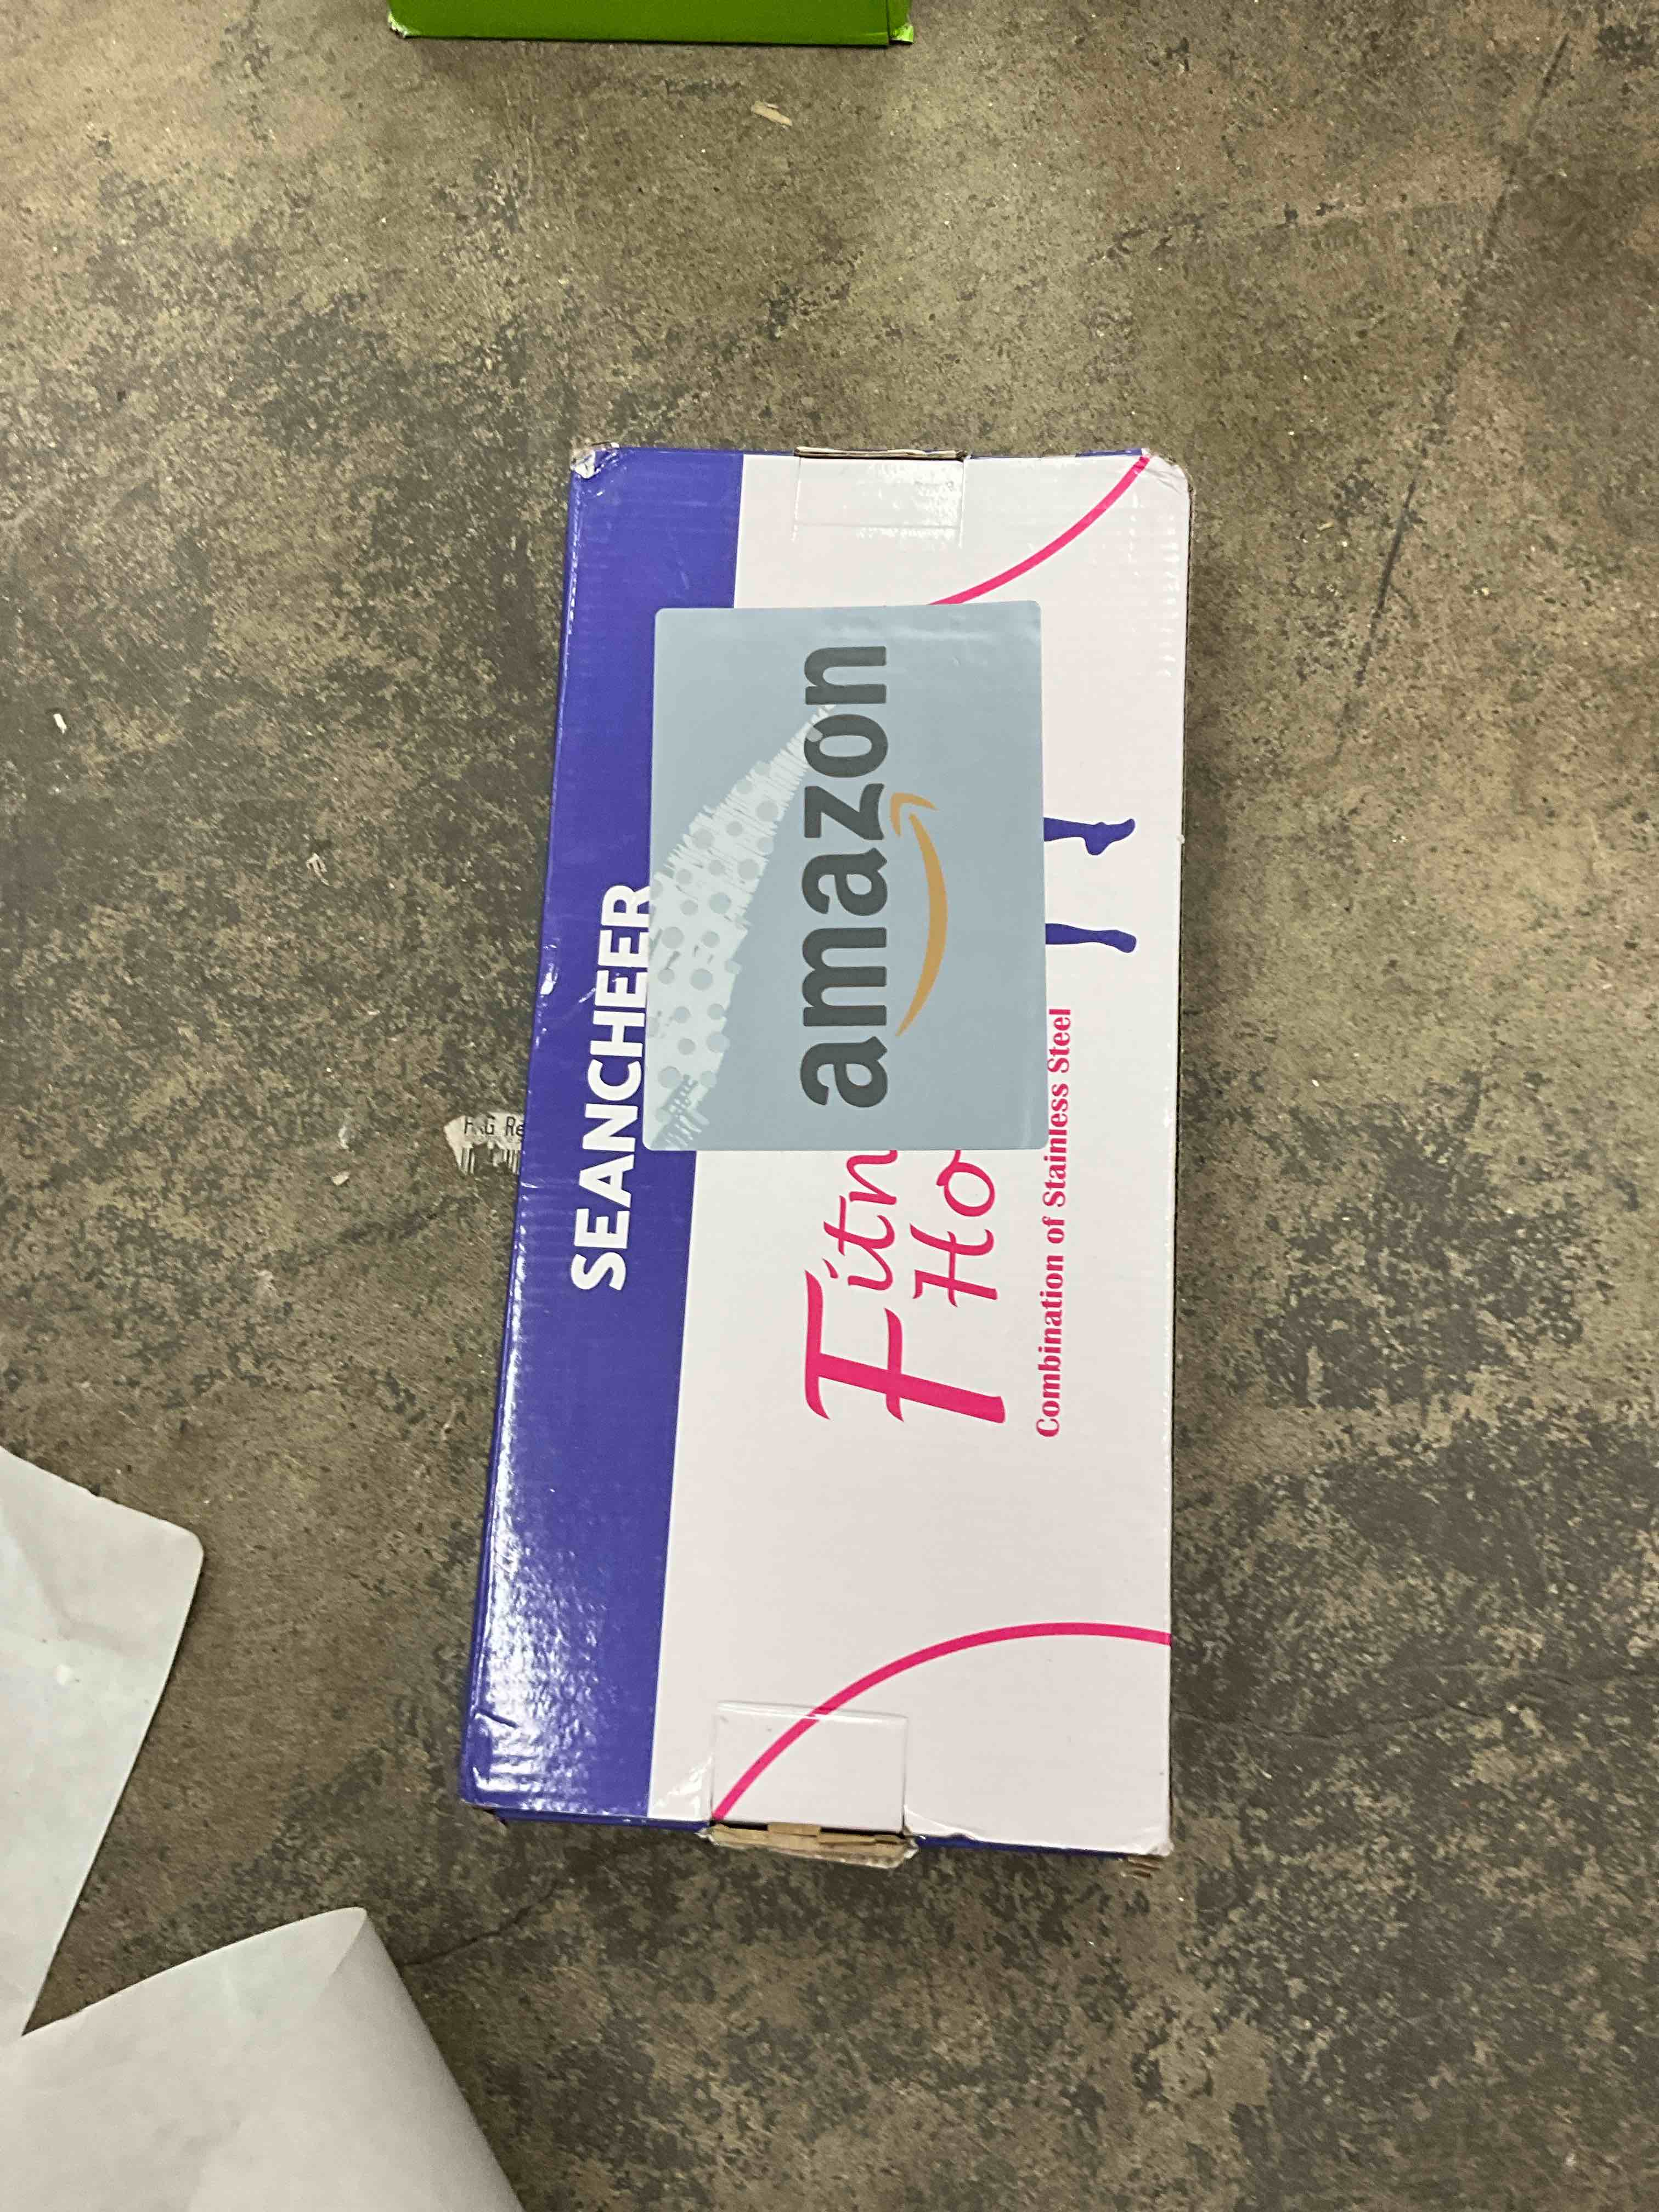 SEANCHEER
amazon
Fitn
Ho
Combination of Stainless Steel